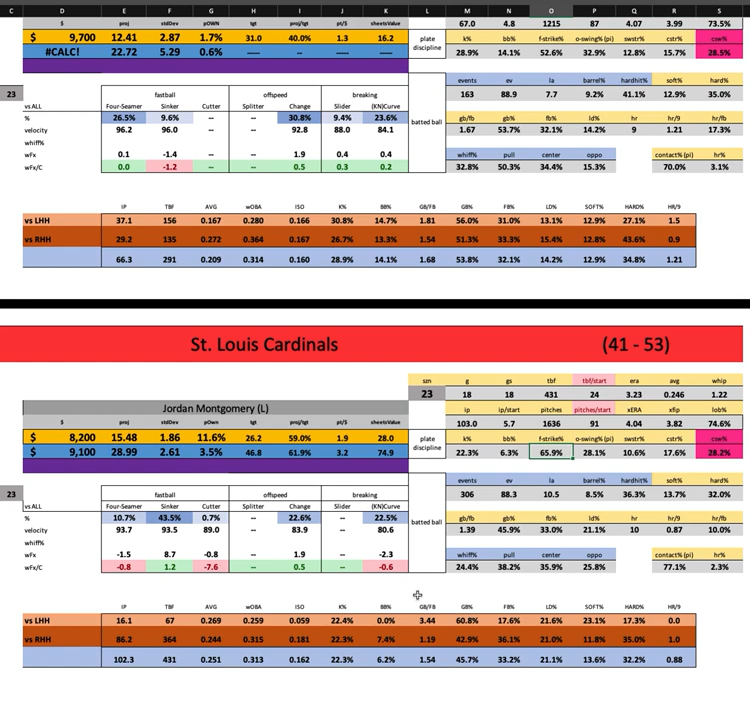 C D E F G H I J K L M N O P Q R S
$ proj stdDev pOWN tgt proj/tgt pt/$ sheetsValue 67.0 4.8 1215 87 4.07 3.99 73.5%
$ 9,700 12.41 2.87 1.7% 31.0 40.0% 1.3 16.2 plate discipline k% bb% f-strike% o-swing% (pi) swstr% cstr% csw%
#CALC! 22.72 5.29 0.6% ---- -- -- -- 28.9% 14.1% 52.6% 32.9% 12.8% 15.7% 28.5%
events ev la barrel% hardhit% soft% hard%
23 fastball offspeed breaking 163 88.9 7.7 9.2% 41.1% 12.9% 35.0%
vs ALL Four-Seamer Sinker Cutter Splitter Change Slider (KN)Curve
% 26.5% 9.6% -- -- 30.8% 9.4% 23.6% batted ball gb/fb gb% fb% ld% hr hr/9 hr/fb
velocity 96.2 96.0 -- -- 92.8 88.0 84.1 1.67 53.7% 32.1% 14.2% 9 1.21 17.3%
whiff%
wFx 0.1 -1.4 -- -- 1.9 0.4 0.4 whiff% pull center oppo contact% (pi) hr%
wFx/C 0.0 -1.2 -- -- 0.5 0.3 0.2 32.8% 50.3% 34.4% 15.3% 70.0% 3.1%
IP TBF AVG wOBA ISO K% BB% GB/FB GB% FB% LD% SOFT% HARD% HR/9
vs LHH 37.1 156 0.167 0.280 0.166 30.8% 14.7% 1.81 56.0% 31.0% 13.1% 12.9% 27.1% 1.5
vs RHH 29.2 135 0.272 0.364 0.167 26.7% 13.3% 1.54 51.3% 33.3% 15.4% 12.8% 43.6% 0.9
66.3 291 0.209 0.314 0.160 28.9% 14.1% 1.68 53.8% 32.1% 14.2% 12.9% 34.8% 1.21
St. Louis Cardinals (41 - 53)
szn g gs tbf tbf/start era avg whip
23 18 18 431 24 3.23 0.246 1.22
Jordan Montgomery (L) ip ip/start pitches pitches/start xERA xfip lob%
$ proj stdDev pOwn tgt proj/tgt pt/$ sheetsValue 103.0 5.7 1636 91 4.04 3.82 74.6%
$ 8,200 15.48 1.86 11.6% 26.2 59.0% 1.9 28.0 plate discipline k% bb% f-strike% o-swing% (pi) swstr% cstr% csw%
$ 9,100 28.99 2.61 3.5% 46.8 61.9% 3.2 74.9 22.3% 6.3% 65.9% 28.1% 10.6% 17.6% 28.2%
events ev la barrel% hardhit% soft% hard%
23 fastball offspeed breaking 306 88.3 10.5 8.5% 36.3% 13.7% 32.0%
vs ALL Four-Seamer Sinker Cutter Splitter Change Slider (KN)Curve
% 10.7% 43.5% 0.7% -- 22.6% -- 22.5% batted ball gb/fb gb% fb% ld% hr hr/9 hr/fb
velocity 93.7 93.5 89.0 -- 83.9 -- 80.6 1.39 45.9% 33.0% 21.1% 10 0.87 10.0%
whiff%
wFx -1.5 8.7 -0.8 -- 1.9 -- -2.3 whiff% pull center oppo contact% (pi) hr%
wFx/C -0.8 1.2 -7.6 -- 0.5 -- -0.6 24.4% 38.2% 35.9% 25.8% 77.1% 2.3%
IP TBF AVG wOBA ISO K% BB% GB/FB GB% FB% LD% SOFT% HARD% HR/9
vs LHH 16.1 67 0.269 0.259 0.059 22.4% 0.0% 3.44 60.8% 17.6% 21.6% 23.1% 17.3% 0.0
vs RHH 86.2 364 0.244 0.315 0.181 22.3% 7.4% 1.19 42.9% 36.1% 21.0% 11.8% 35.0% 1.0
102.3 431 0.251 0.313 0.162 22.3% 6.2% 1.54 45.7% 33.2% 21.1% 13.6% 32.2% 0.88